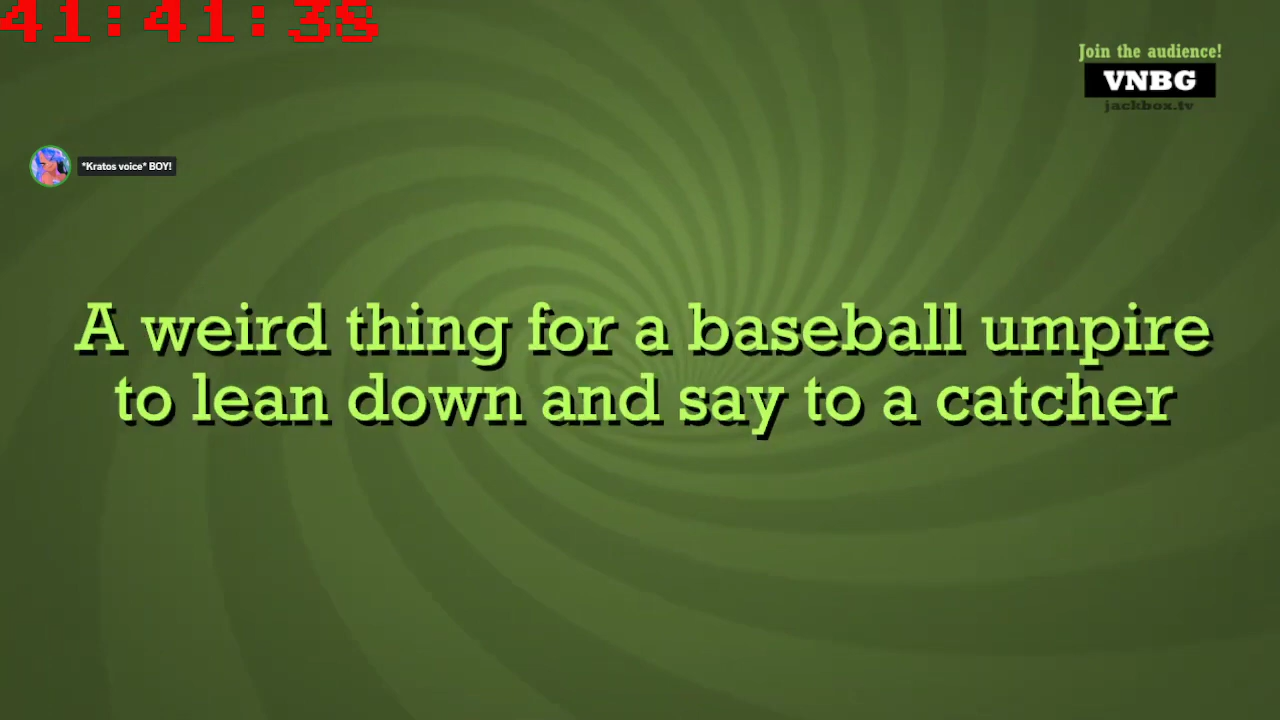 41:41:38
Join the audience!
VNBG
jackbox.tv
*Kratos voice* BOY!
A weird thing for a baseball umpire
to lean down and say to a catcher